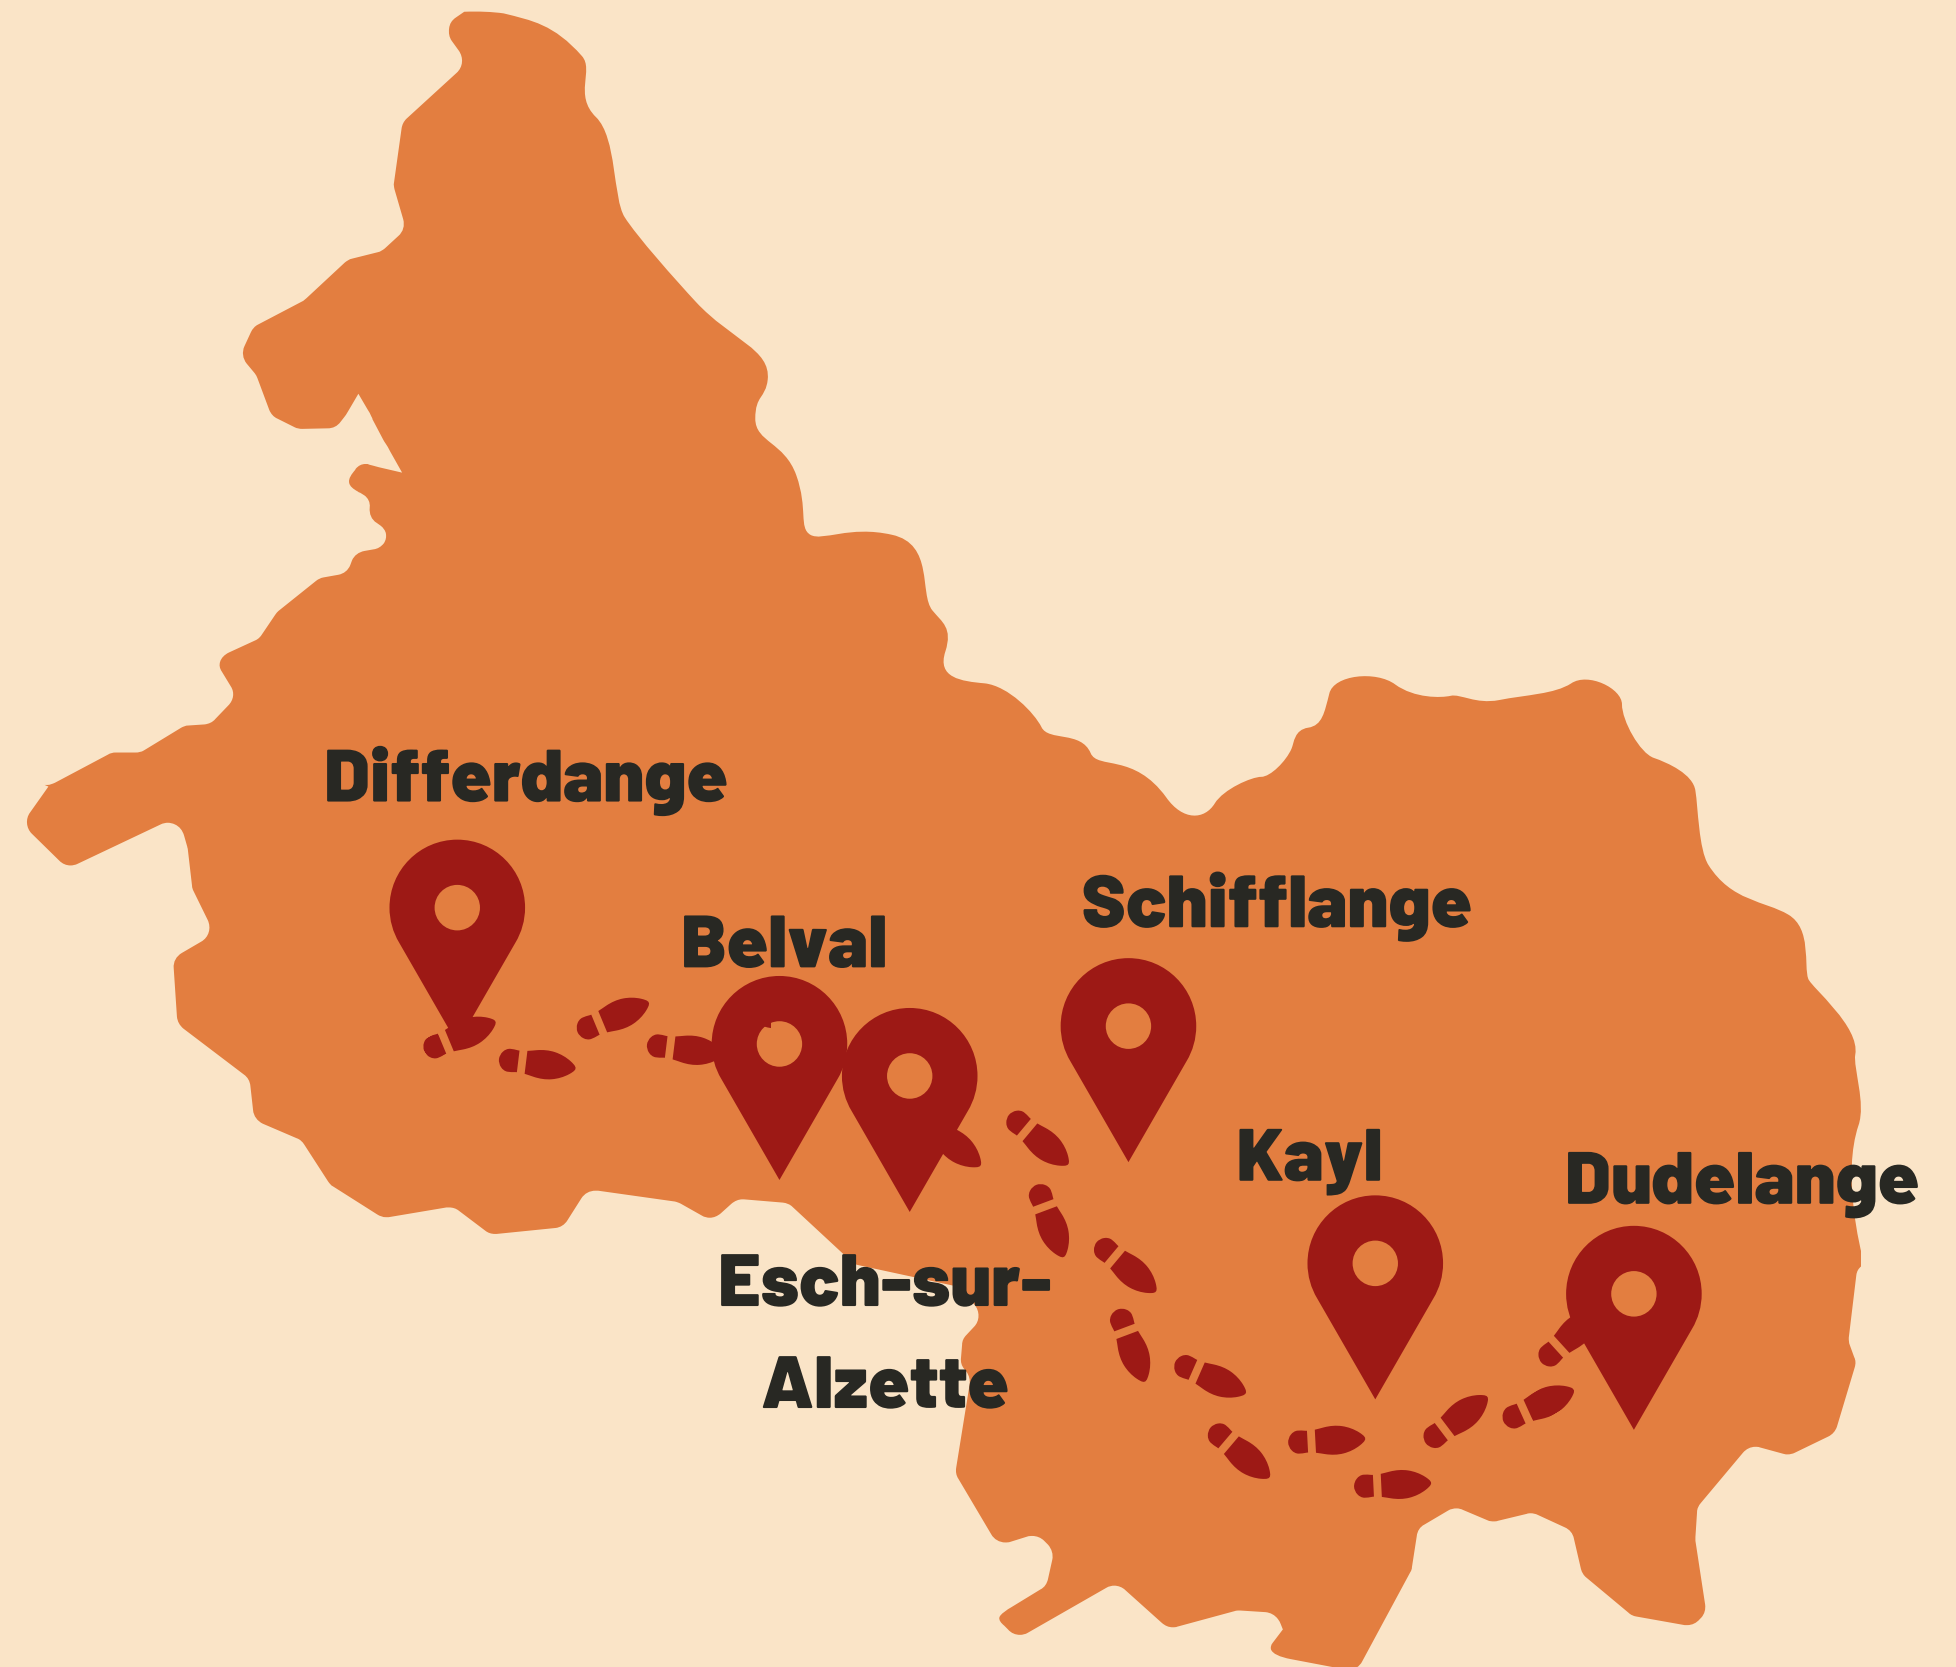 Differdange
Belval
Schifflange
Kayl
Dudelange
Esch-sur-
Alzette